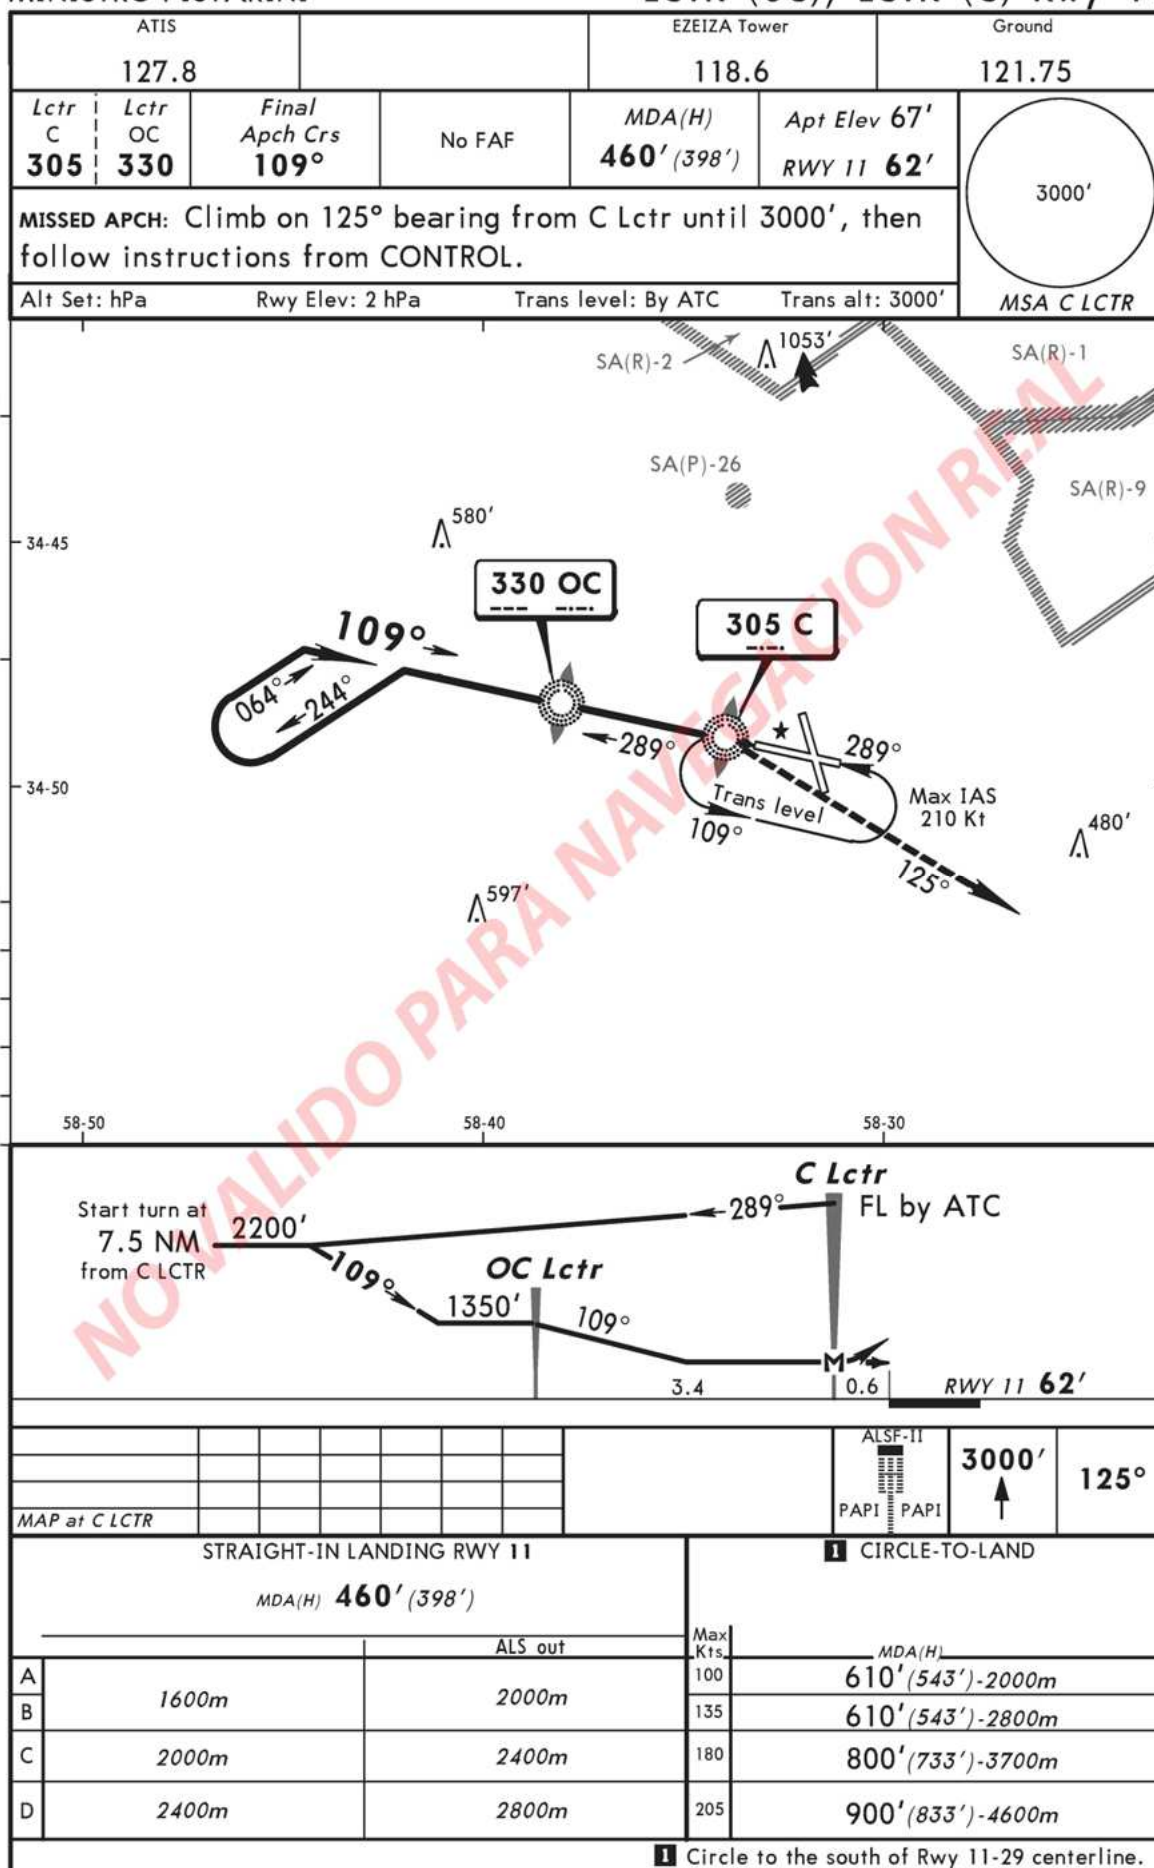 ATIS
127.8
EZEIZA Tower
118.6
Ground
121.75
Lctr
C
305
Lctr
OC
330
Final
Apch Crs
109°
No FAF
MDA(H)
460' (398')
Apt Elev 67'
RWY 11 62'
3000'
MSA C LCTR
MISSED APCH: Climb on 125° bearing from C Lctr until 3000', then
follow instructions from CONTROL.
Alt Set: hPa Rwy Elev: 2 hPa Trans level: By ATC Trans alt: 3000'
SA(R)-2
1053'
SA(R)-1
SA(P)-26
SA(R)-9
580'
34-45
330 OC
305 C
109°
064°
244°
289°
289°
34-50
Trans level
109°
Max IAS
210 Kt
480'
125°
597'
NO VALIDO PARA NAVEGACION REAL
58-50
58-40
58-30
C Lctr
FL by ATC
289°
Start turn at
7.5 NM
from C LCTR
2200'
109°
OC Lctr
1350'
109°
M
3.4
0.6
RWY 11 62'
MAP at C LCTR
ALSF-II
PAPI PAPI
3000'
125°
STRAIGHT-IN LANDING RWY 11
MDA(H) 460' (398')
ALS out
1 CIRCLE-TO-LAND
Max
Kts
MDA(H)
A
B
1600m
2000m
100
610' (543')-2000m
135
610' (543')-2800m
C
2000m
2400m
180
800' (733')-3700m
D
2400m
2800m
205
900' (833')-4600m
1 Circle to the south of Rwy 11-29 centerline.